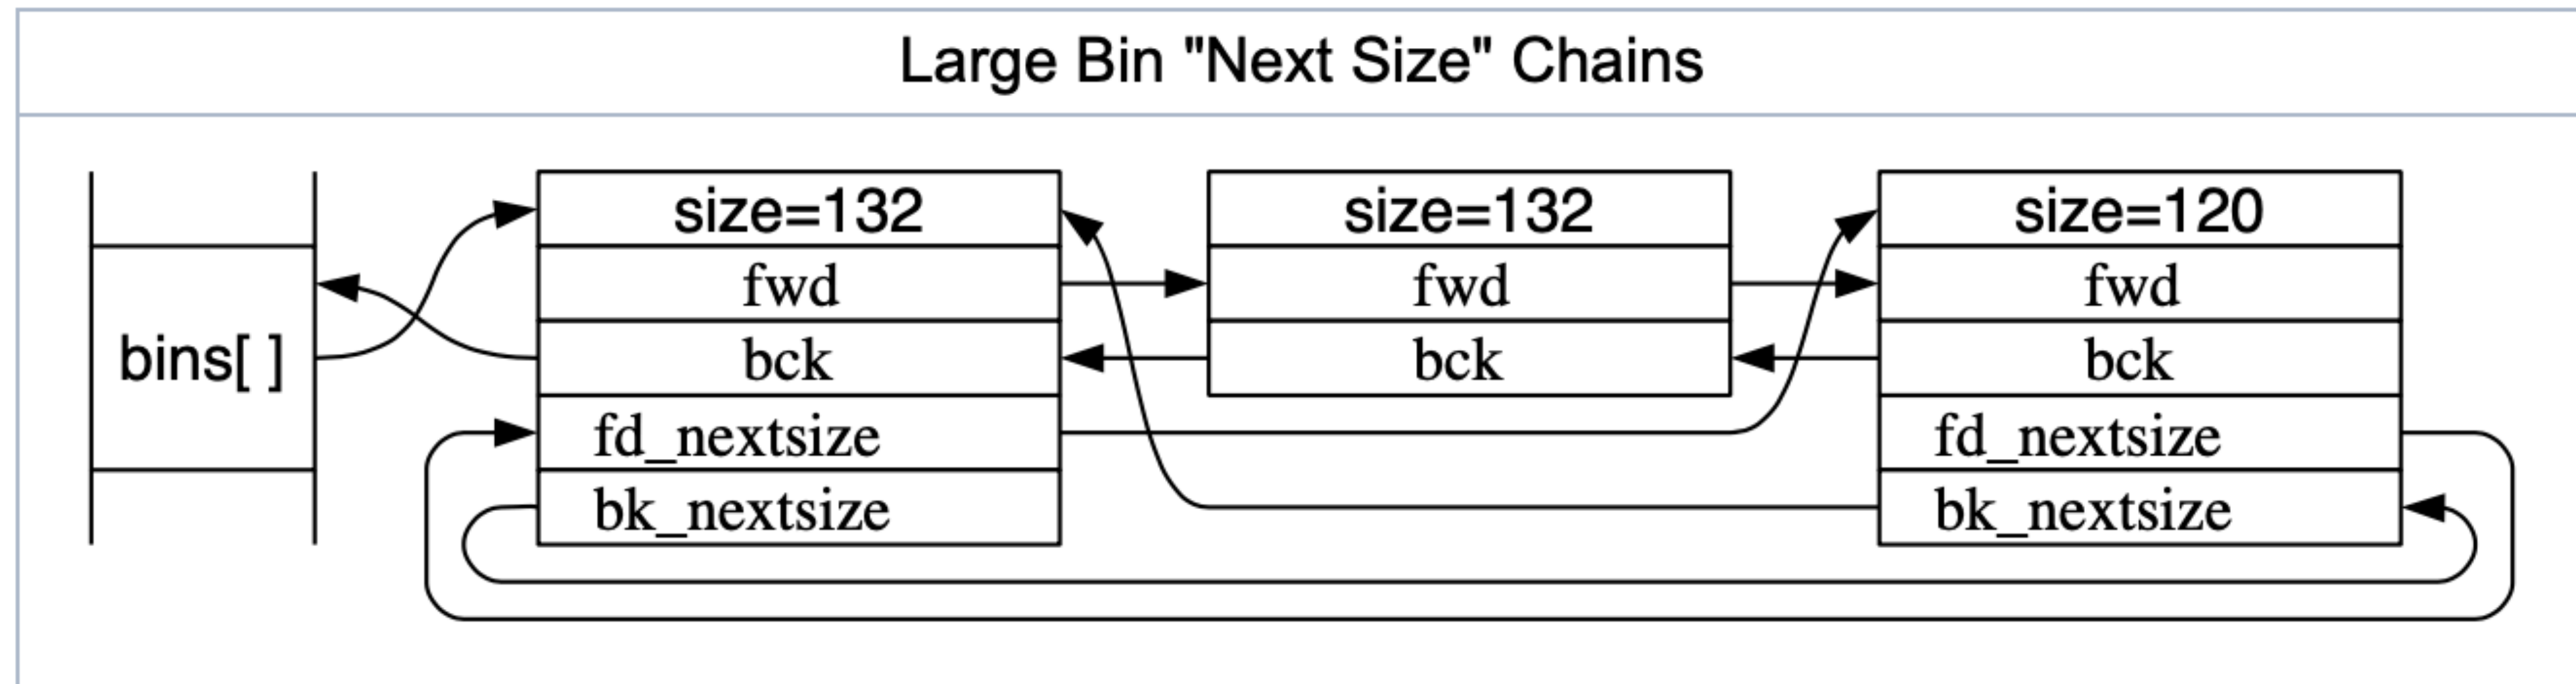 Large Bin "Next Size" Chains
bins[ ]
size=132
fwd
bck
fd_nextsize
bk_nextsize
size=132
fwd
bck
size=120
fwd
bck
fd_nextsize
bk_nextsize